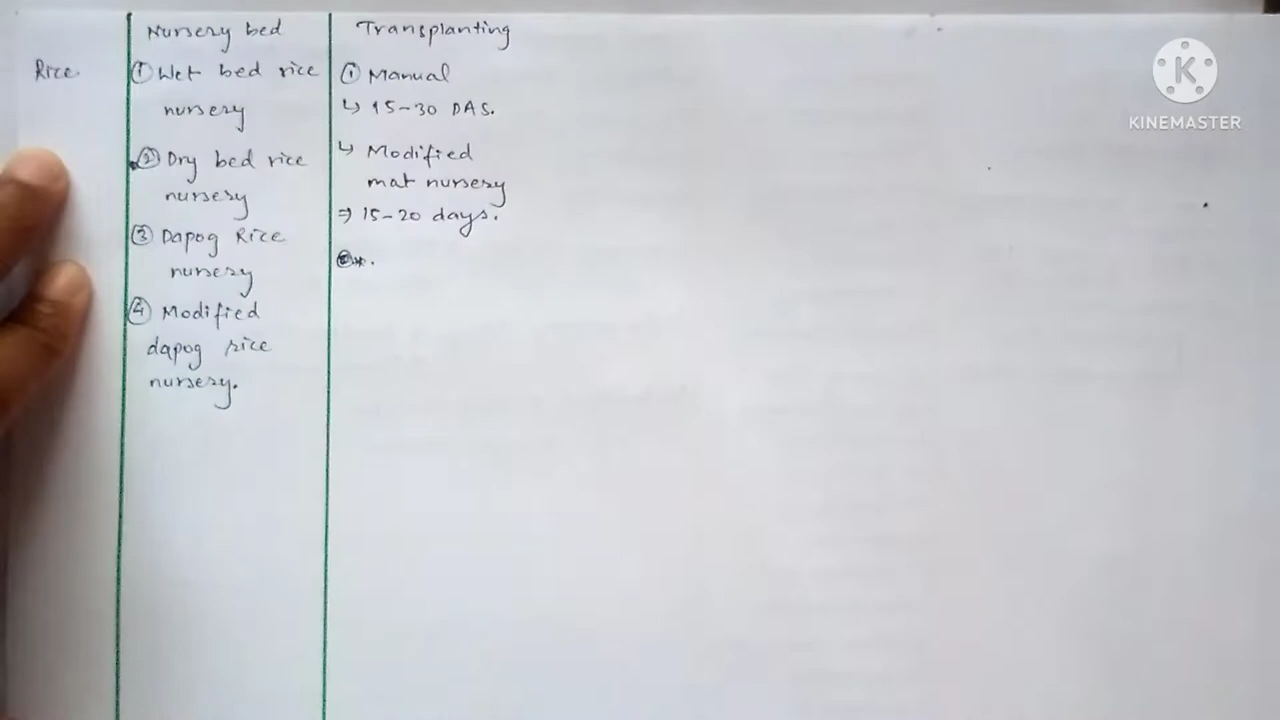 Rice
Nursery bed
① Wet bed rice
nursery
② Dry bed rice
nursery
③ Dapog Rice
nursery
④ Modified
dapog rice
nursery.
Transplanting
① Manual
↳ 15-30 DAS.
↳ Modified
mat nursery
⇒ 15-20 days.
K
KINEMASTER